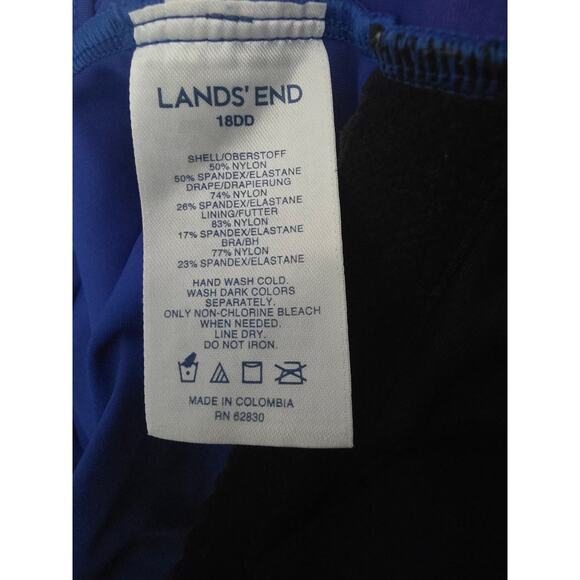 LANDS' END
18DD
SHELL/OBERSTOFF
50% NYLON
50% SPANDEX/ELASTANE
DRAPE/DRAPIERUNG
74% NYLON
26% SPANDEX/ELASTANE
LINING/FUTTER
83% NYLON
17% SPANDEX/ELASTANE
BRA/BH
77% NYLON
23% SPANDEX/ELASTANE
HAND WASH COLD.
WASH DARK COLORS
SEPARATELY.
ONLY NON-CHLORINE BLEACH
WHEN NEEDED.
LINE DRY.
DO NOT IRON.
MADE IN COLOMBIA
RN 62830